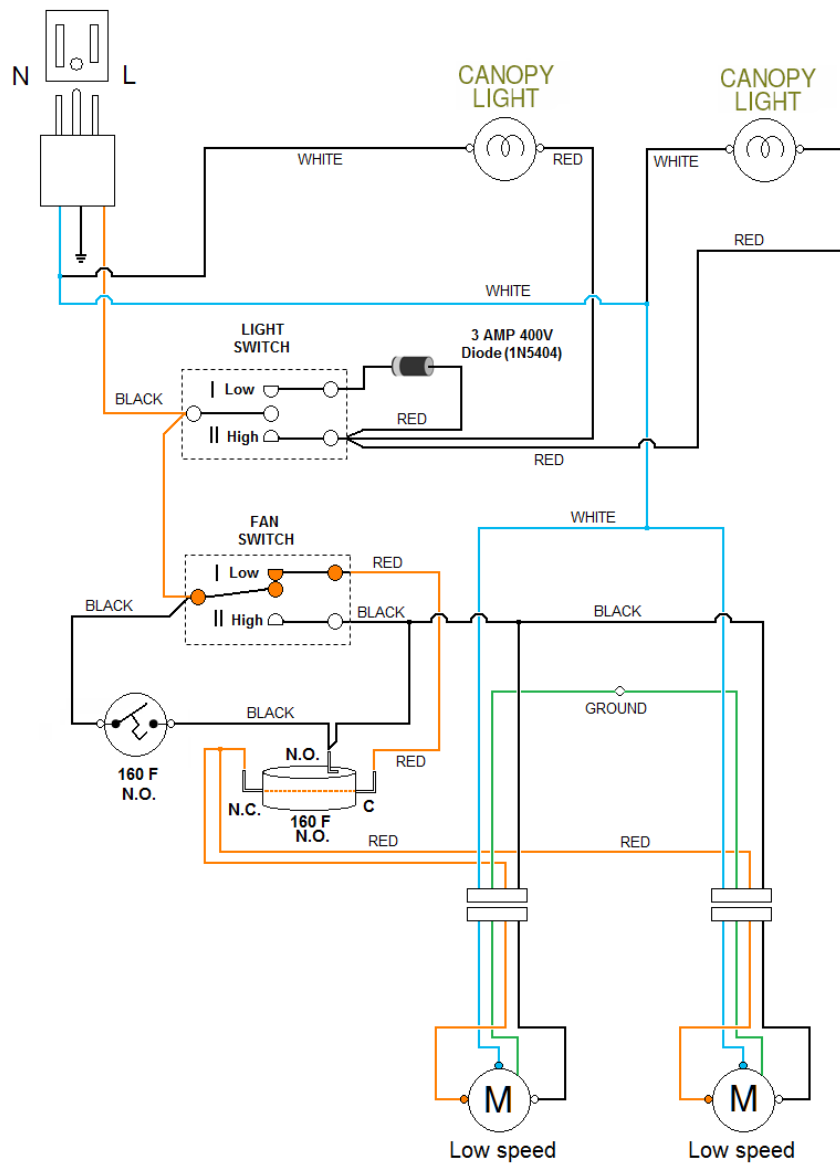 N
L
CANOPY
LIGHT
CANOPY
LIGHT
WHITE
RED
WHITE
RED
WHITE
LIGHT
SWITCH
3 AMP 400V
Diode (1N5404)
BLACK
I Low
RED
II High
RED
WHITE
FAN
SWITCH
RED
I Low
BLACK
II High
BLACK
BLACK
BLACK
GROUND
N.O.
RED
160 F
N.O.
N.C.
C
160 F
N.O.
RED
RED
M
M
Low speed
Low speed